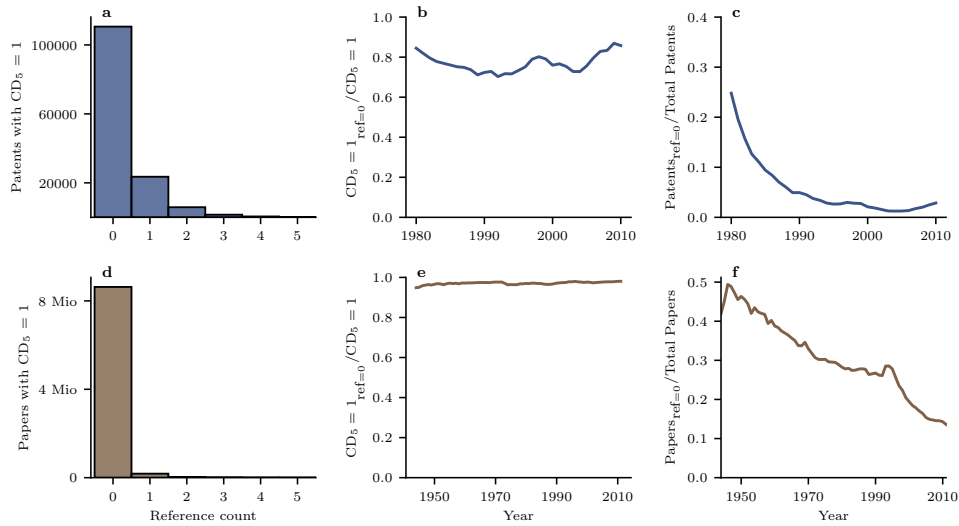 a
Patents with CD5 = 1
100000
60000
20000
0 1 2 3 4 5
b
CD5 = 1ref=0/CD5 = 1
1.0
0.8
0.6
0.4
0.2
0.0
1980 1990 2000 2010
c
Patentsref=0/Total Patents
0.4
0.3
0.2
0.1
0.0
1980 1990 2000 2010
d
Papers with CD5 = 1
8 Mio
4 Mio
0
0 1 2 3 4 5
Reference count
e
CD5 = 1ref=0/CD5 = 1
1.0
0.8
0.6
0.4
0.2
0.0
1950 1970 1990 2010
Year
f
Papersref=0/Total Papers
0.5
0.4
0.3
0.2
0.1
0.0
1950 1970 1990 2010
Year